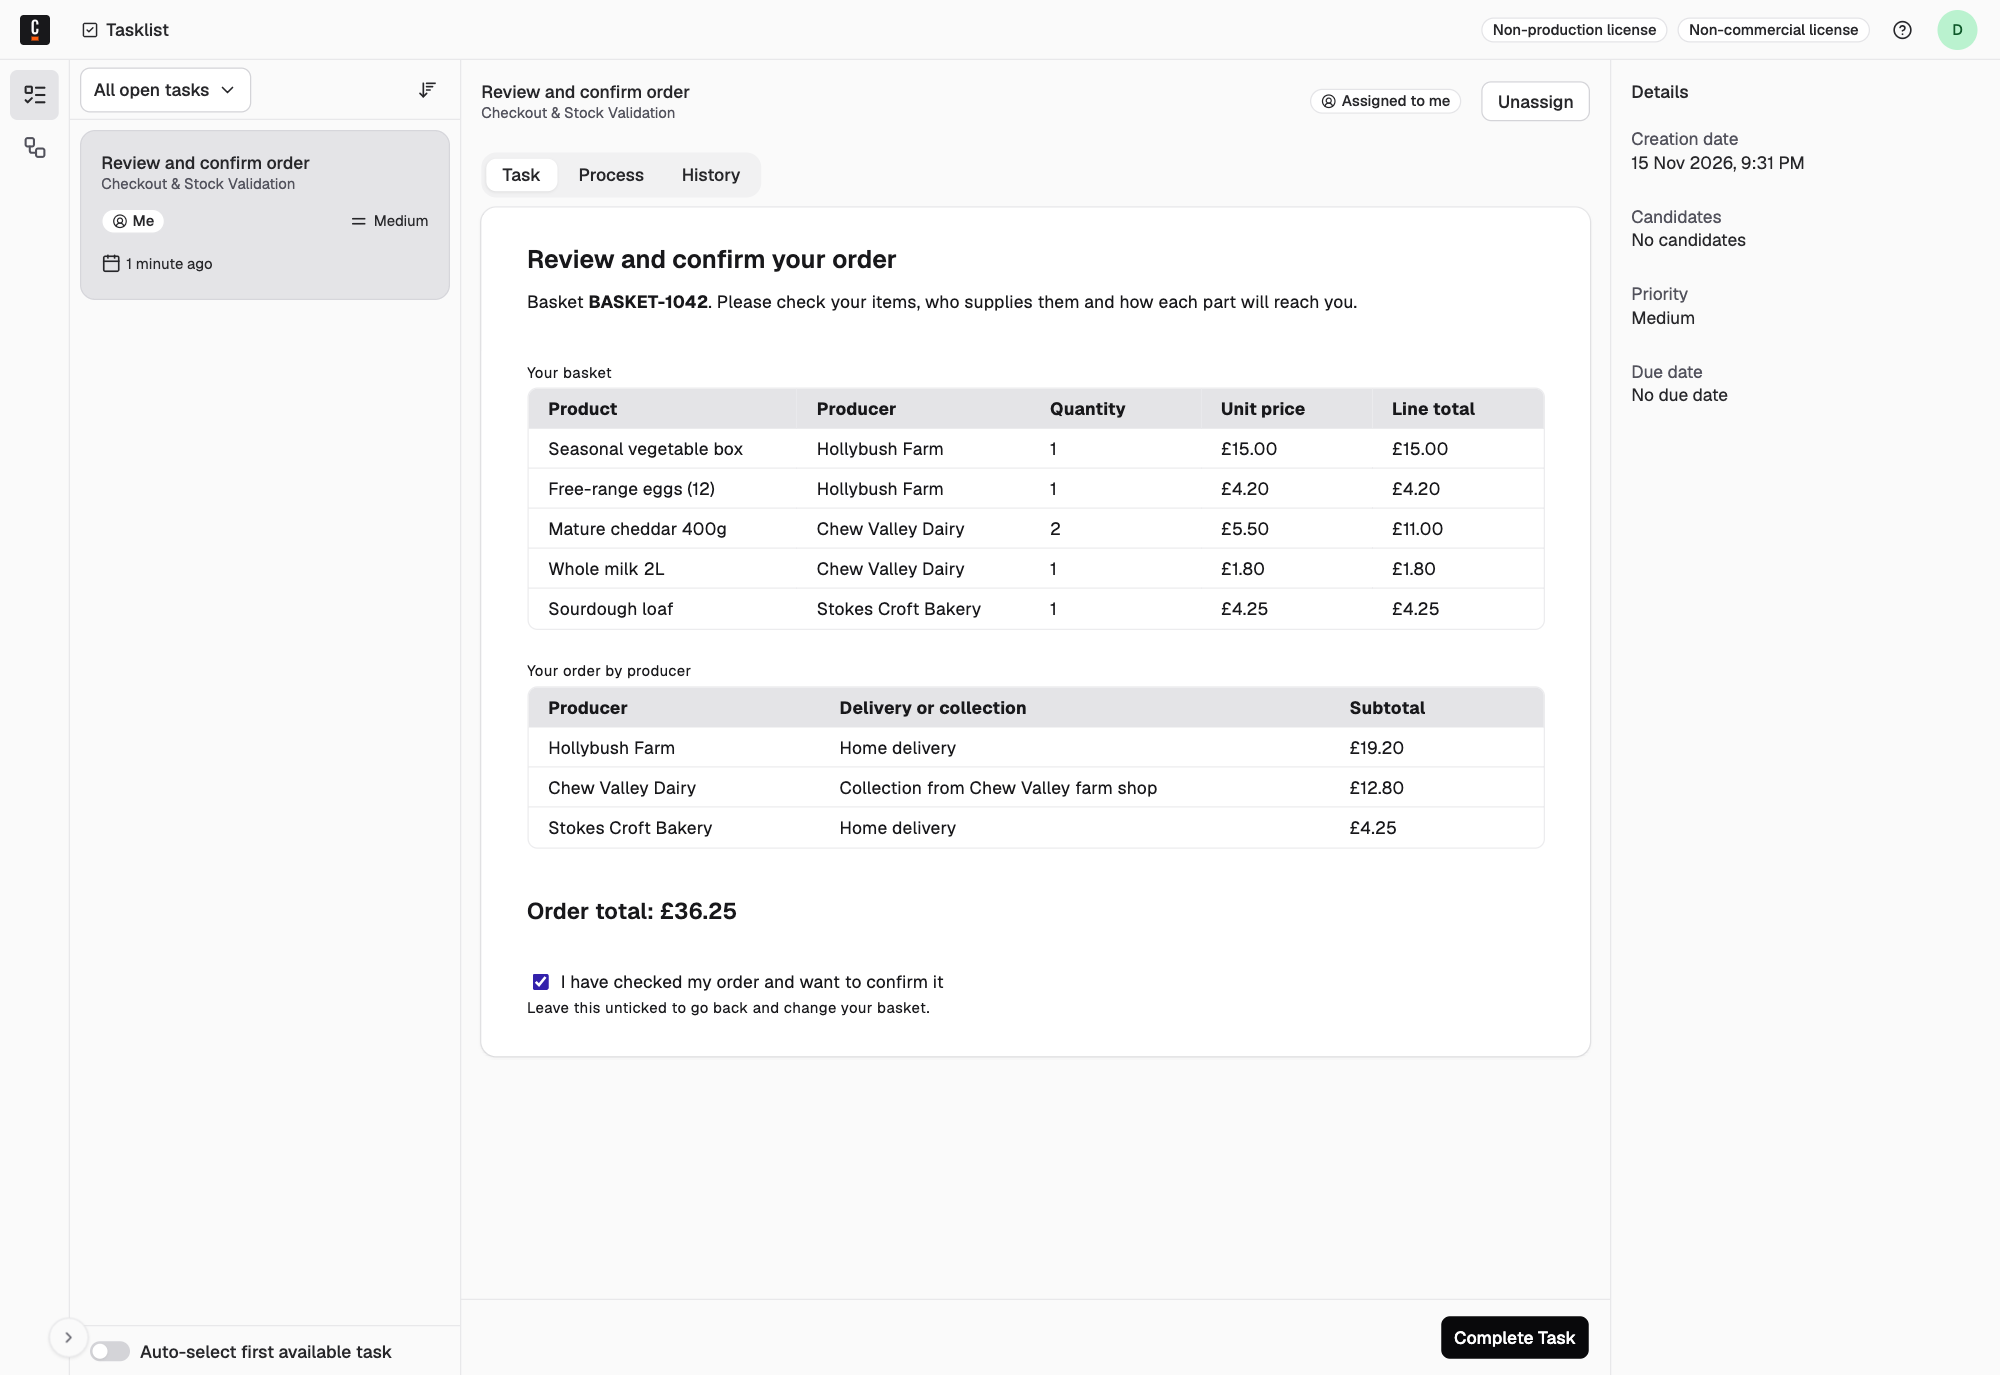 C
Tasklist
Non-production license
Non-commercial license
D
All open tasks
Review and confirm order
Checkout & Stock Validation
Me
Medium
1 minute ago
Auto-select first available task
Review and confirm order
Checkout & Stock Validation
Assigned to me
Unassign
Task Process History
Review and confirm your order
Basket BASKET-1042. Please check your items, who supplies them and how each part will reach you.
Your basket
Product Producer Quantity Unit price Line total
Seasonal vegetable box Hollybush Farm 1 £15.00 £15.00
Free-range eggs (12) Hollybush Farm 1 £4.20 £4.20
Mature cheddar 400g Chew Valley Dairy 2 £5.50 £11.00
Whole milk 2L Chew Valley Dairy 1 £1.80 £1.80
Sourdough loaf Stokes Croft Bakery 1 £4.25 £4.25
Your order by producer
Producer Delivery or collection Subtotal
Hollybush Farm Home delivery £19.20
Chew Valley Dairy Collection from Chew Valley farm shop £12.80
Stokes Croft Bakery Home delivery £4.25
Order total: £36.25
I have checked my order and want to confirm it
Leave this unticked to go back and change your basket.
Complete Task
Details
Creation date
15 Nov 2026, 9:31 PM
Candidates
No candidates
Priority
Medium
Due date
No due date